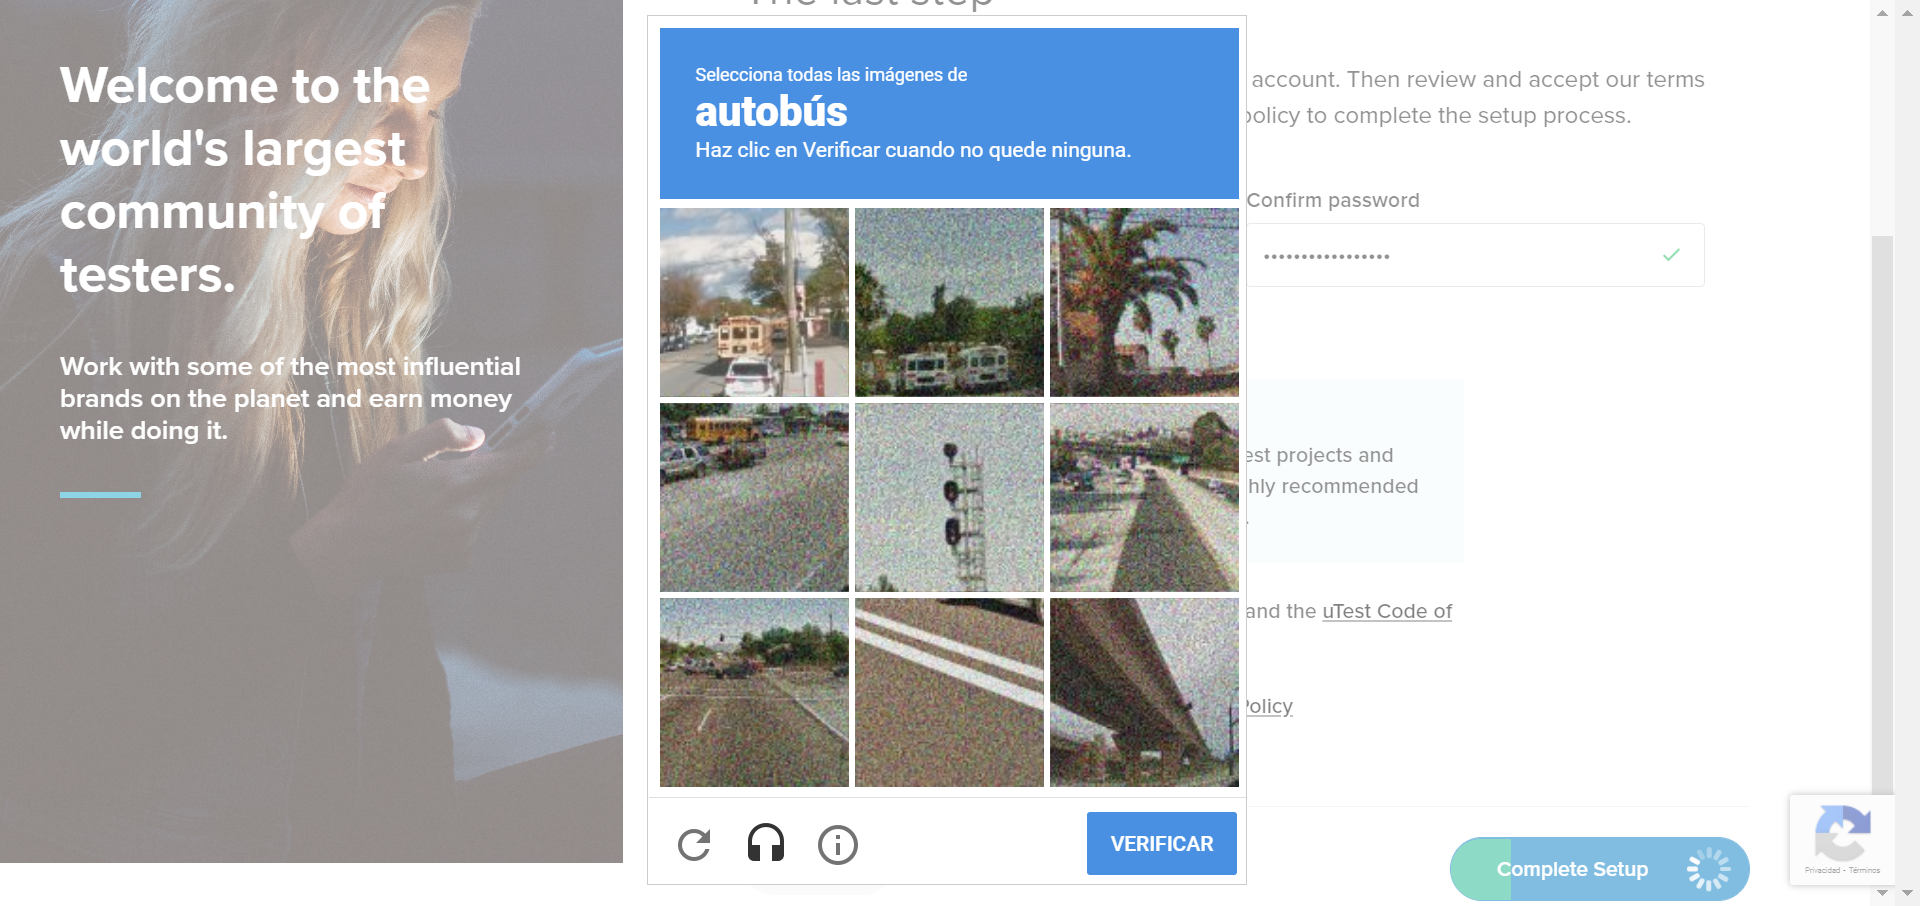 The last step
Welcome to the
world's largest
community of
testers.
Work with some of the most influential
brands on the planet and earn money
while doing it.
Selecciona todas las imágenes de
autobús
Haz clic en Verificar cuando no quede ninguna.
VERIFICAR
account. Then review and accept our terms
policy to complete the setup process.
Confirm password
•••••••••••••••••
est projects and
hly recommended
and the uTest Code of
Policy
Complete Setup
Privacidad - Términos